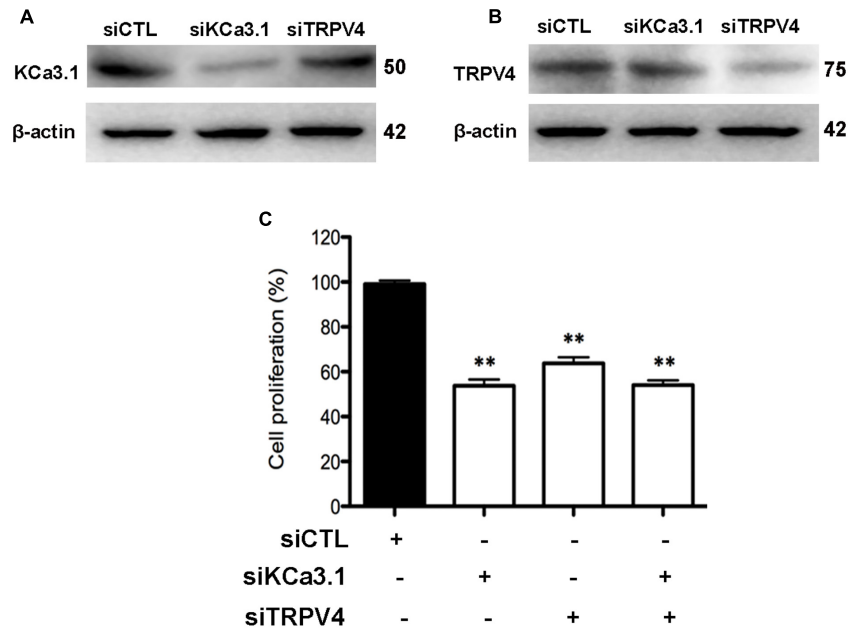 A
siCTL siKCa3.1 siTRPV4
KCa3.1 50
β-actin 42
B
siCTL siKCa3.1 siTRPV4
TRPV4 75
β-actin 42
C
Cell proliferation (%)
120
100
80
60
40
20
0
** ** **
siCTL + - - -
siKCa3.1 - + - +
siTRPV4 - - + +